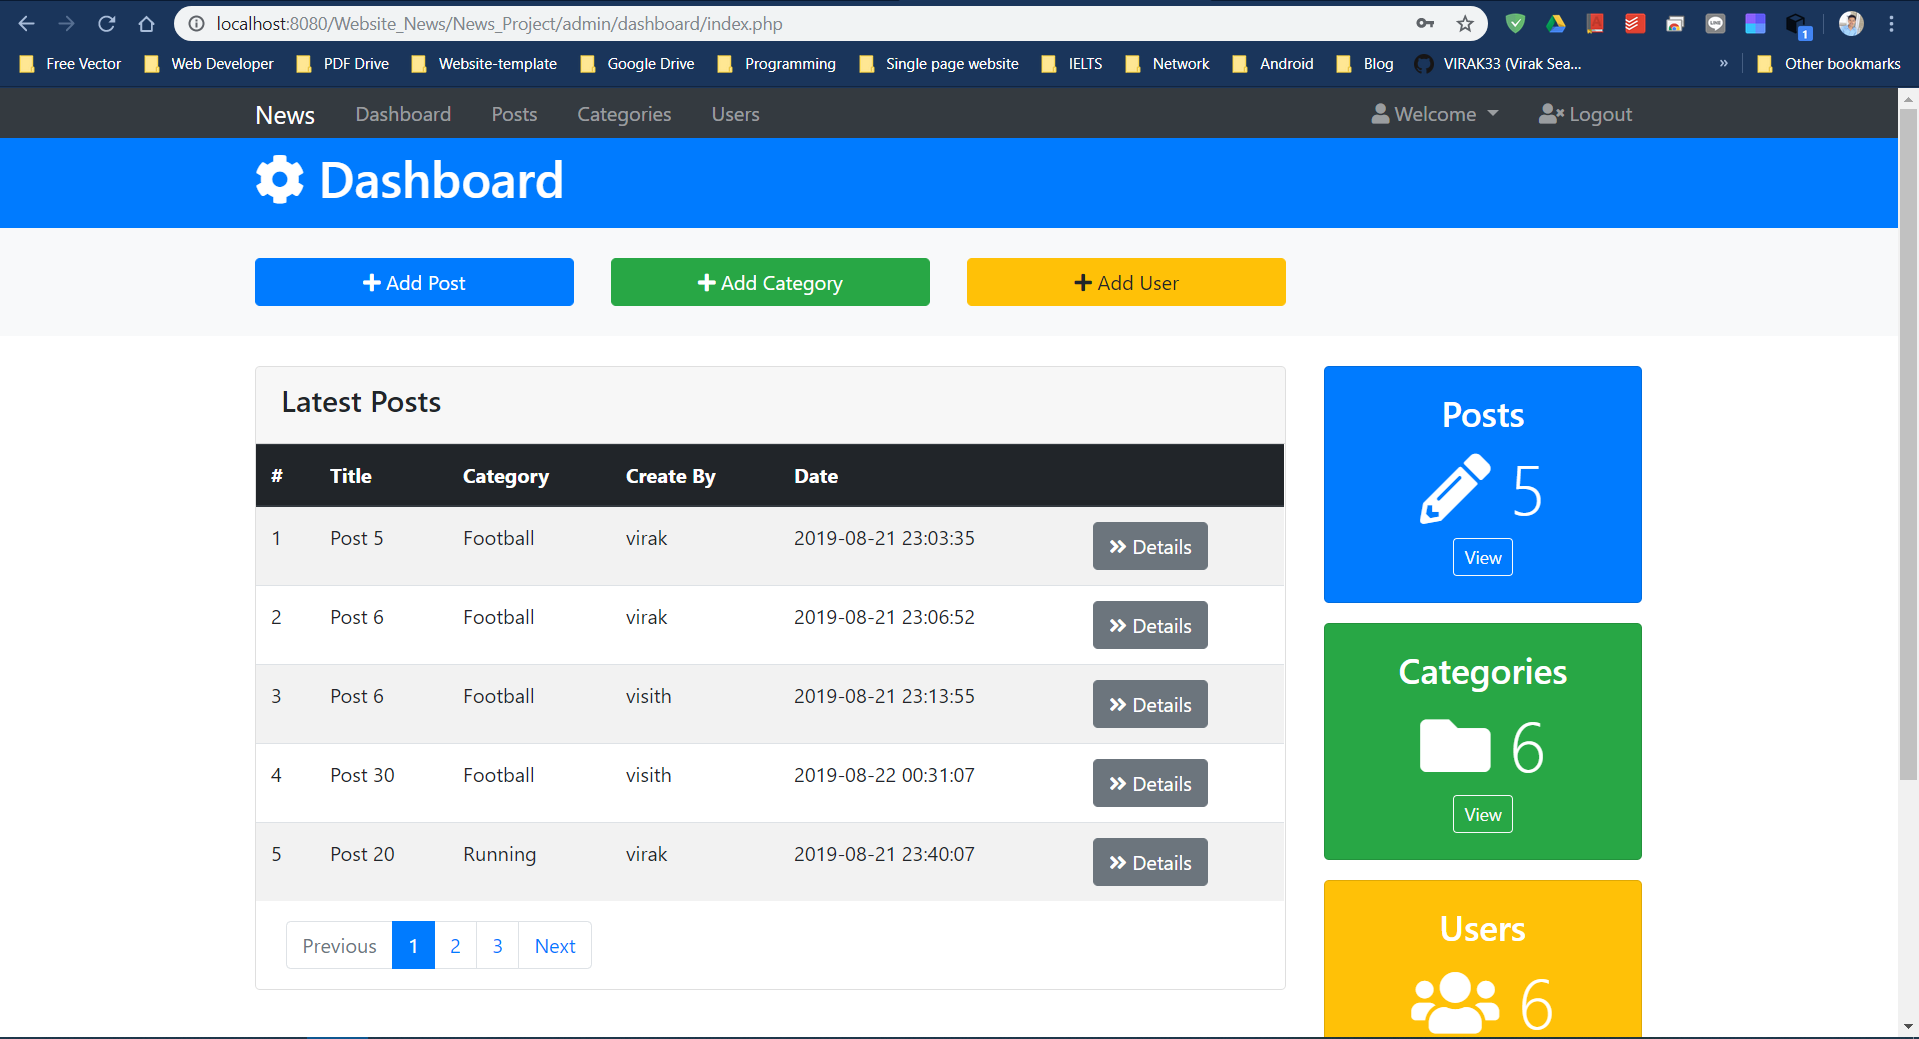 localhost:8080/Website_News/News_Project/admin/dashboard/index.php
1
Free Vector Web Developer PDF Drive Website-template Google Drive Programming Single page website IELTS Network Android Blog VIRAK33 (Virak Sea... » Other bookmarks
News Dashboard Posts Categories Users Welcome Logout
Dashboard
Add Post Add Category Add User
Latest Posts
# Title Category Create By Date
1 Post 5 Football virak 2019-08-21 23:03:35 Details
2 Post 6 Football virak 2019-08-21 23:06:52 Details
3 Post 6 Football visith 2019-08-21 23:13:55 Details
4 Post 30 Football visith 2019-08-22 00:31:07 Details
5 Post 20 Running virak 2019-08-21 23:40:07 Details
Previous 1 2 3 Next
Posts
5
View
Categories
6
View
Users
6